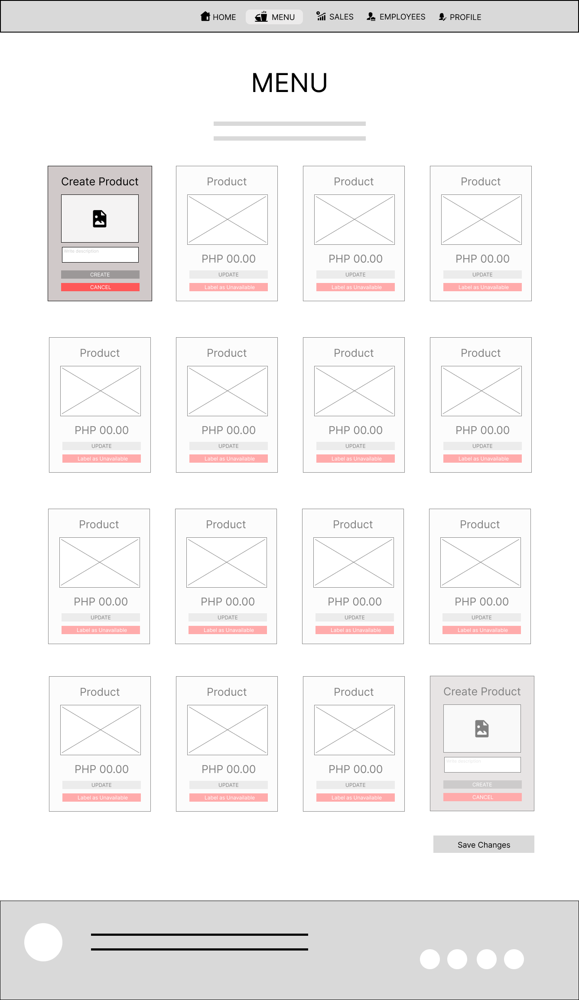 HOME
MENU
SALES
EMPLOYEES
PROFILE
MENU
Create Product
Write description
CREATE
CANCEL
Product
PHP 00.00
UPDATE
Label as Unavailable
Product
PHP 00.00
UPDATE
Label as Unavailable
Product
PHP 00.00
UPDATE
Label as Unavailable
Product
PHP 00.00
UPDATE
Label as Unavailable
Product
PHP 00.00
UPDATE
Label as Unavailable
Product
PHP 00.00
UPDATE
Label as Unavailable
Product
PHP 00.00
UPDATE
Label as Unavailable
Product
PHP 00.00
UPDATE
Label as Unavailable
Product
PHP 00.00
UPDATE
Label as Unavailable
Product
PHP 00.00
UPDATE
Label as Unavailable
Product
PHP 00.00
UPDATE
Label as Unavailable
Product
PHP 00.00
UPDATE
Label as Unavailable
Product
PHP 00.00
UPDATE
Label as Unavailable
Product
PHP 00.00
UPDATE
Label as Unavailable
Create Product
Write description
CREATE
CANCEL
Save Changes